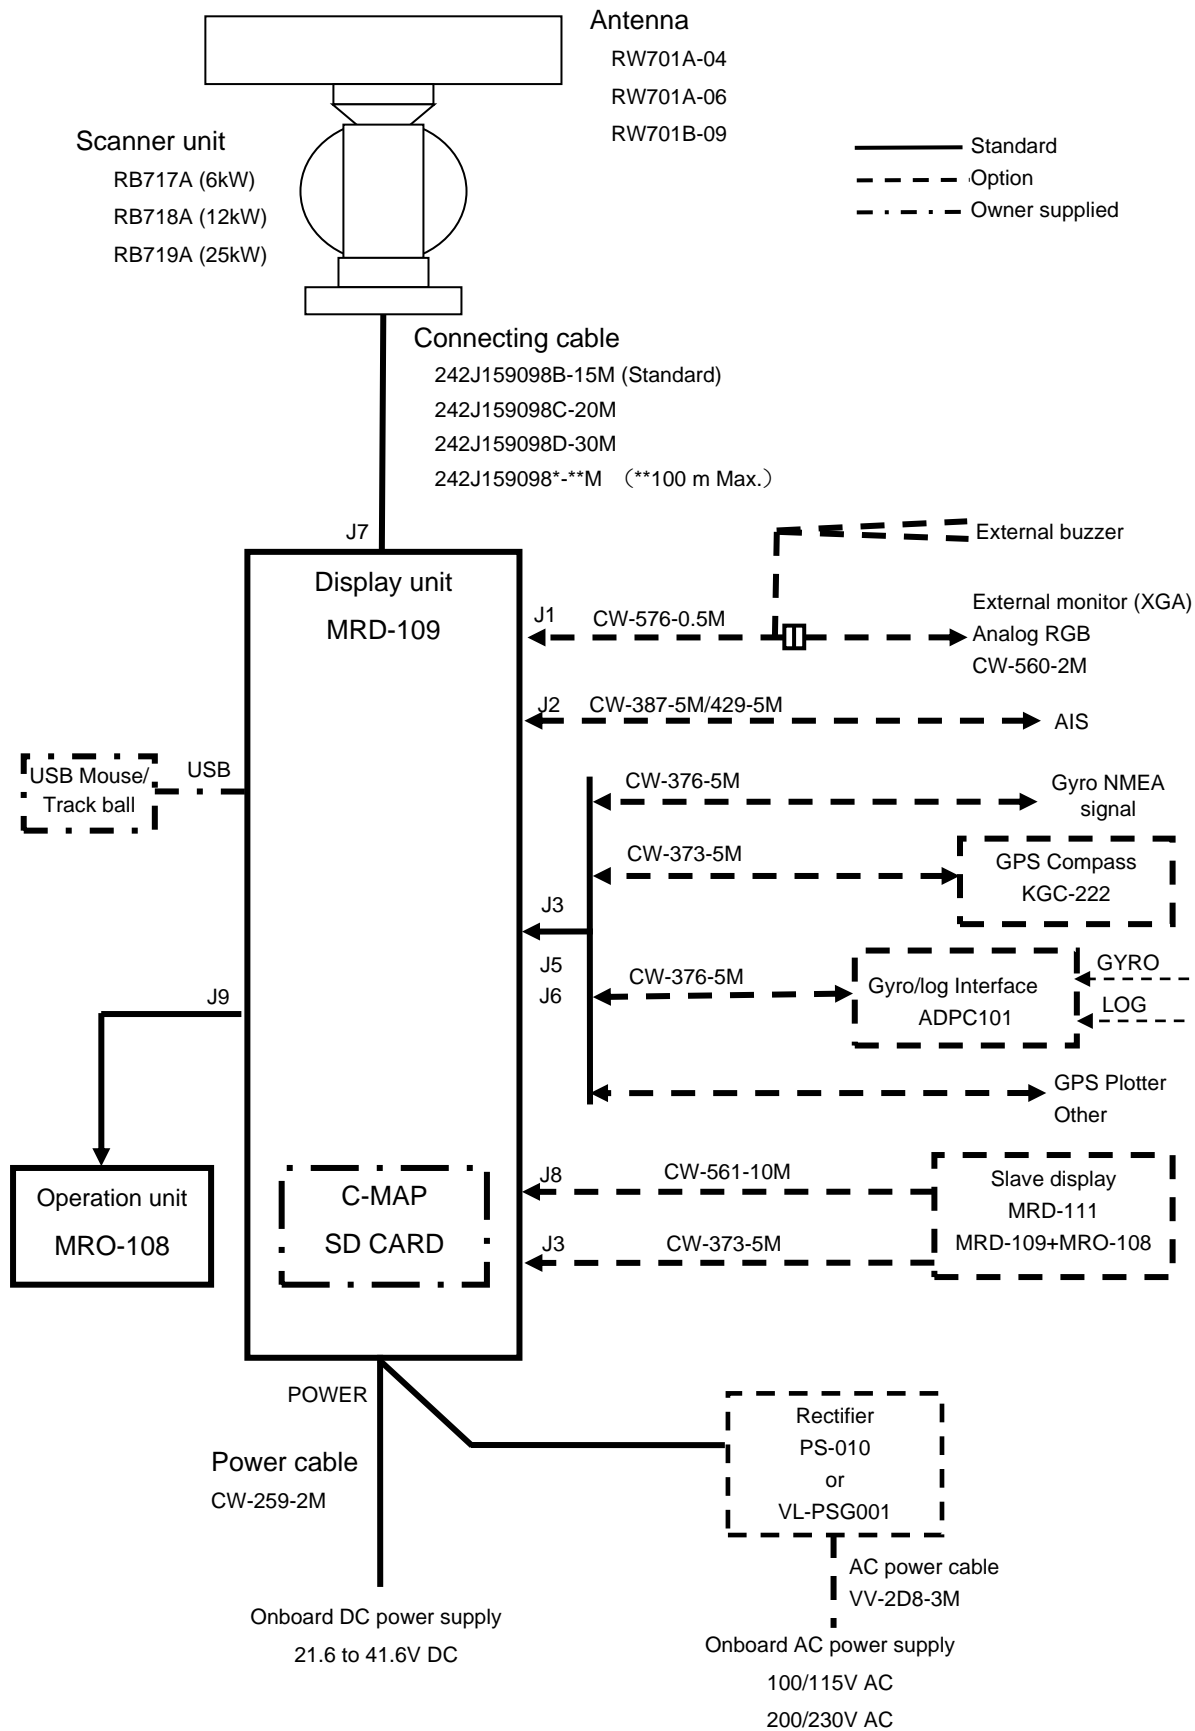 Antenna
RW701A-04
RW701A-06
RW701B-09
Scanner unit
RB717A (6kW)
RB718A (12kW)
RB719A (25kW)
Standard
Option
Owner supplied
Connecting cable
242J159098B-15M (Standard)
242J159098C-20M
242J159098D-30M
242J159098*-**M （**100 m Max.）
J7
Display unit
MRD-109
External buzzer
J1
CW-576-0.5M
External monitor (XGA)
Analog RGB
CW-560-2M
J2
CW-387-5M/429-5M
AIS
USB Mouse/
Track ball
USB
CW-376-5M
Gyro NMEA
signal
CW-373-5M
GPS Compass
KGC-222
J3
J5
J6
CW-376-5M
Gyro/log Interface
ADPC101
GYRO
LOG
J9
GPS Plotter
Other
Operation unit
MRO-108
C-MAP
SD CARD
J8
CW-561-10M
Slave display
MRD-111
MRD-109+MRO-108
J3
CW-373-5M
POWER
Power cable
CW-259-2M
Rectifier
PS-010
or
VL-PSG001
AC power cable
VV-2D8-3M
Onboard DC power supply
21.6 to 41.6V DC
Onboard AC power supply
100/115V AC
200/230V AC